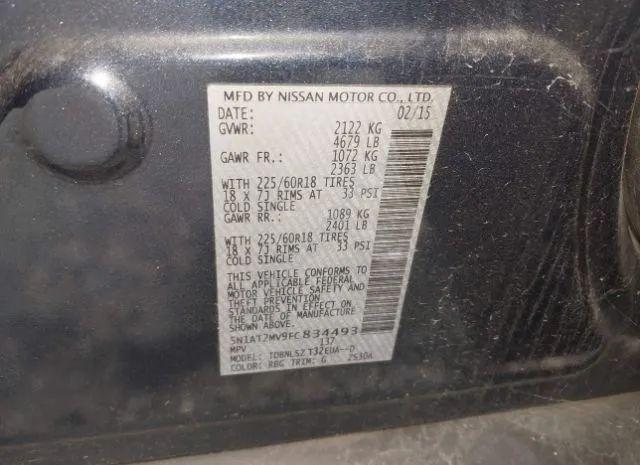 MFD BY NISSAN MOTOR CO., LTD.
DATE: 02/15
GVWR: 2122 KG
4679 LB
GAWR FR.: 1072 KG
2363 LB
WITH 225/60R18 TIRES
18 X 7J RIMS AT 33 PSI
COLD SINGLE
GAWR RR.: 1089 KG
2401 LB
WITH 225/60R18 TIRES
18 X 7J RIMS AT 33 PSI
COLD SINGLE
THIS VEHICLE CONFORMS TO
ALL APPLICABLE FEDERAL
MOTOR VEHICLE SAFETY AND
THEFT PREVENTION
STANDARDS IN EFFECT ON
THE DATE OF MANUFACTURE
SHOWN ABOVE.
5N1AT2MV9FC834493
MPV 137
MODEL: TDBNLSZ T32EUA--D
COLOR: RBG TRIM: G 2530A